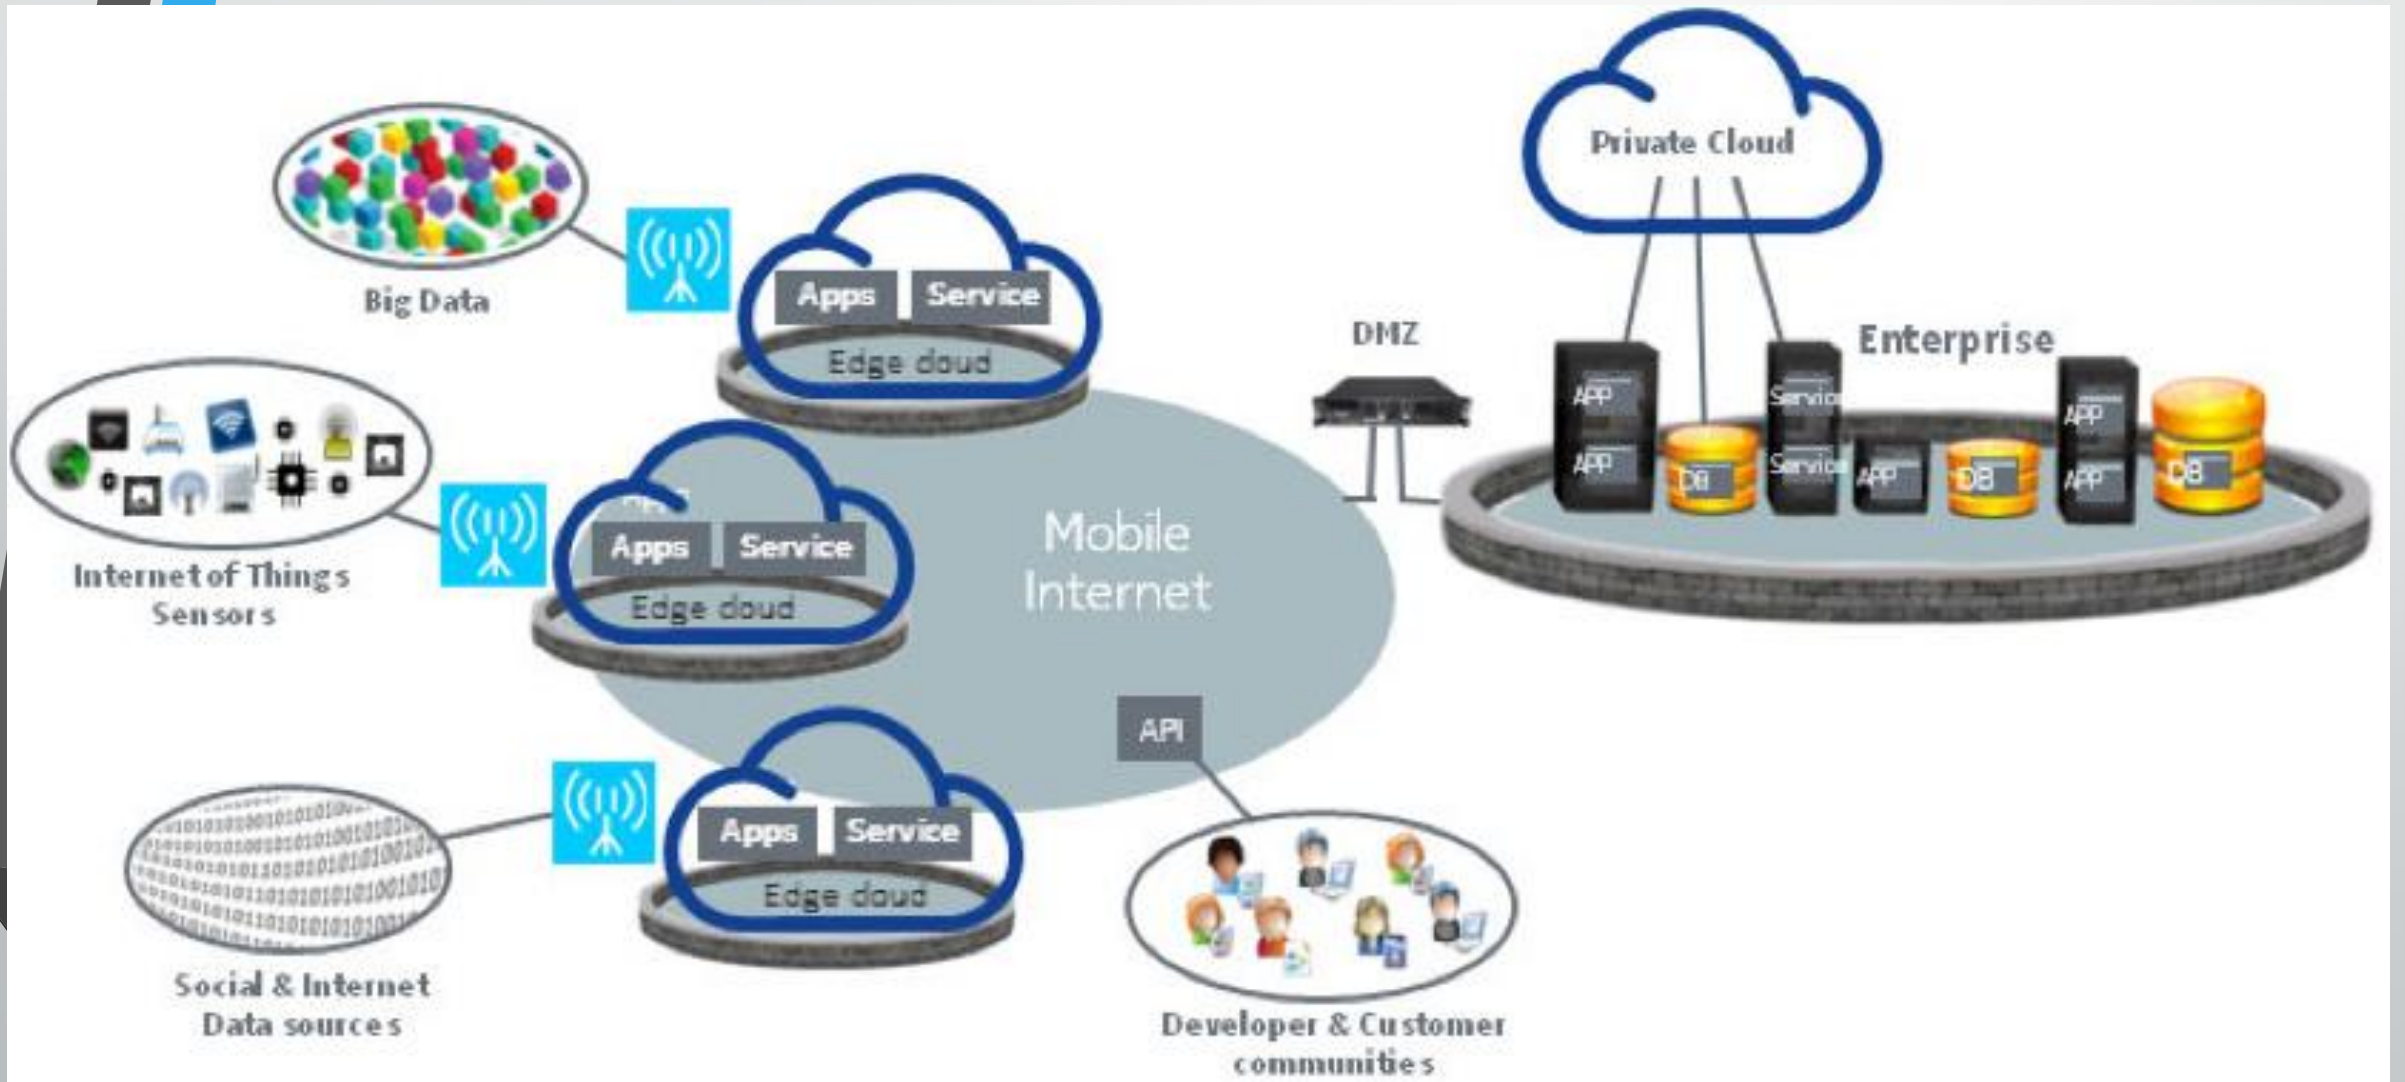 Private Cloud
Big Data
Apps
Service
Edge cloud
DMZ
Enterprise
APP
APP
DB
Service
Service
APP
DB
APP
APP
DB
Internet of Things
Sensors
Apps
Service
Edge cloud
Mobile
Internet
API
Apps
Service
Edge cloud
Social & Internet
Data sources
Developer & Customer
communities